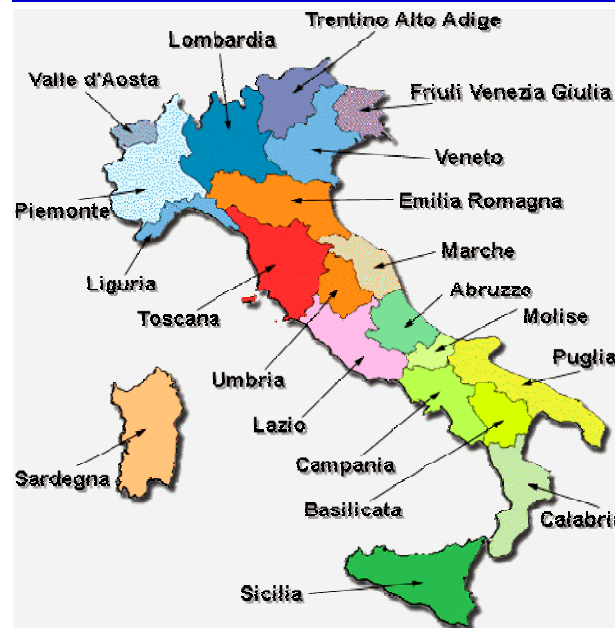 Trentino Alto Adige
Lombardia
Valle d'Aosta
Friuli Venezia Giulia
Veneto
Piemonte
Emilia Romagna
Marche
Liguria
Abruzzo
Toscana
Molise
Puglia
Umbria
Lazio
Campania
Sardegna
Basilicata
Calabri
Sicilia